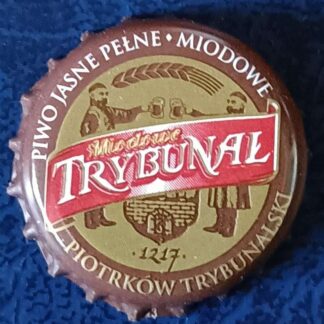 PIWO JASNE PEŁNE • MIODOWE
Miodowe
TRYBUNAŁ
• 1217 •
PIOTRKÓW TRYBUNALSKI